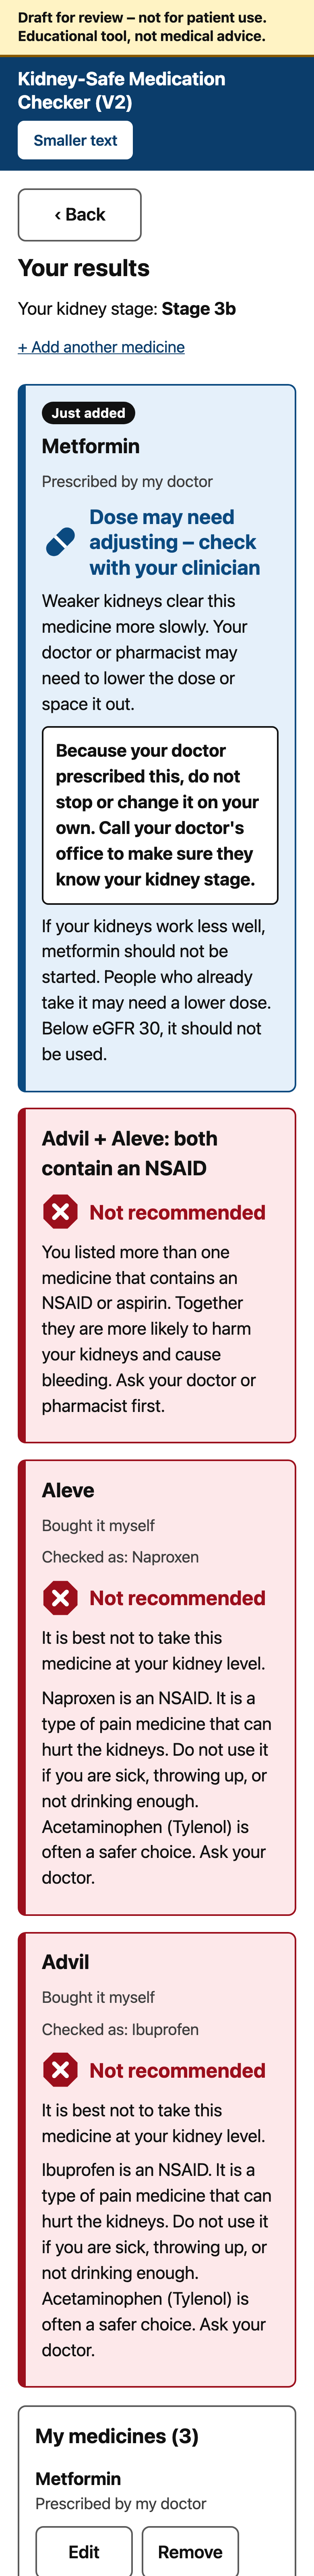 Draft for review – not for patient use.
Educational tool, not medical advice.
Kidney-Safe Medication
Checker (V2)
Smaller text
‹ Back
Your results
Your kidney stage: Stage 3b
+ Add another medicine
Just added
Metformin
Prescribed by my doctor
Dose may need
adjusting – check
with your clinician
Weaker kidneys clear this
medicine more slowly. Your
doctor or pharmacist may
need to lower the dose or
space it out.
Because your doctor
prescribed this, do not
stop or change it on your
own. Call your doctor's
office to make sure they
know your kidney stage.
If your kidneys work less well,
metformin should not be
started. People who already
take it may need a lower dose.
Below eGFR 30, it should not
be used.
Advil + Aleve: both
contain an NSAID
Not recommended
You listed more than one
medicine that contains an
NSAID or aspirin. Together
they are more likely to harm
your kidneys and cause
bleeding. Ask your doctor or
pharmacist first.
Aleve
Bought it myself
Checked as: Naproxen
Not recommended
It is best not to take this
medicine at your kidney level.
Naproxen is an NSAID. It is a
type of pain medicine that can
hurt the kidneys. Do not use it
if you are sick, throwing up, or
not drinking enough.
Acetaminophen (Tylenol) is
often a safer choice. Ask your
doctor.
Advil
Bought it myself
Checked as: Ibuprofen
Not recommended
It is best not to take this
medicine at your kidney level.
Ibuprofen is an NSAID. It is a
type of pain medicine that can
hurt the kidneys. Do not use it
if you are sick, throwing up, or
not drinking enough.
Acetaminophen (Tylenol) is
often a safer choice. Ask your
doctor.
My medicines (3)
Metformin
Prescribed by my doctor
Edit
Remove